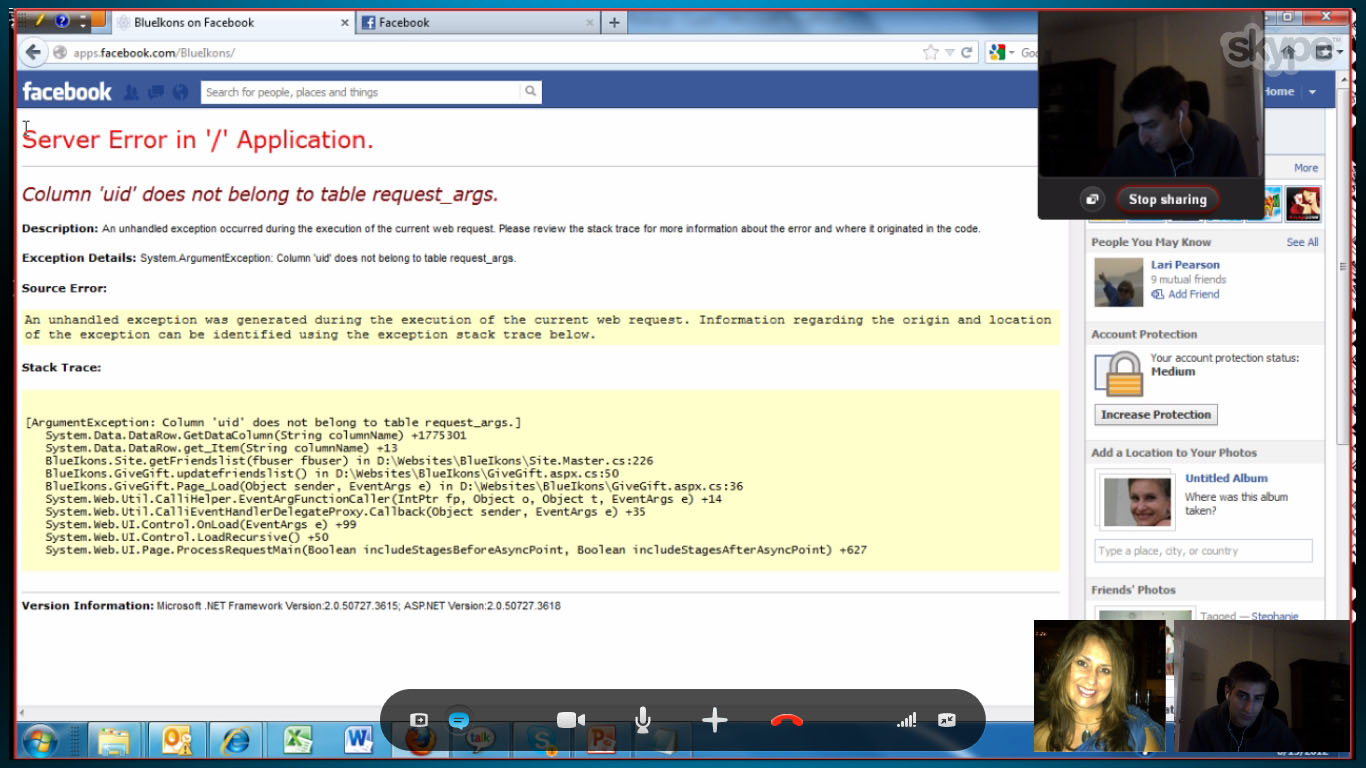 BlueIkons on Facebook
Facebook
apps.facebook.com/BlueIkons/
skype™
facebook
Search for people, places and things
Home
Server Error in '/' Application.
More
Column 'uid' does not belong to table request_args.
Stop sharing
Description: An unhandled exception occurred during the execution of the current web request. Please review the stack trace for more information about the error and where it originated in the code.
People You May Know
See All
Exception Details: System.ArgumentException: Column 'uid' does not belong to table request_args.
Lari Pearson
9 mutual friends
Add Friend
Source Error:
An unhandled exception was generated during the execution of the current web request. Information regarding the origin and location
of the exception can be identified using the exception stack trace below.
Account Protection
Your account protection status:
Medium
Increase Protection
Stack Trace:
[ArgumentException: Column 'uid' does not belong to table request_args.]
System.Data.DataRow.GetDataColumn(String columnName) +1775301
System.Data.DataRow.get_Item(String columnName) +13
BlueIkons.Site.getFriendslist(fbuser fbuser) in D:\Websites\BlueIkons\Site.Master.cs:226
BlueIkons.GiveGift.updatefriendslist() in D:\Websites\BlueIkons\GiveGift.aspx.cs:50
BlueIkons.GiveGift.Page_Load(Object sender, EventArgs e) in D:\Websites\BlueIkons\GiveGift.aspx.cs:36
System.Web.Util.CalliHelper.EventArgFunctionCaller(IntPtr fp, Object o, Object t, EventArgs e) +14
System.Web.Util.CalliEventHandlerDelegateProxy.Callback(Object sender, EventArgs e) +35
System.Web.UI.Control.OnLoad(EventArgs e) +99
System.Web.UI.Control.LoadRecursive() +50
System.Web.UI.Page.ProcessRequestMain(Boolean includeStagesBeforeAsyncPoint, Boolean includeStagesAfterAsyncPoint) +627
Add a Location to Your Photos
Untitled Album
Where was this album
taken?
Type a place, city, or country
Friends' Photos
Tagged — Stephanie
Version Information: Microsoft .NET Framework Version:2.0.50727.3615; ASP.NET Version:2.0.50727.3618
talk